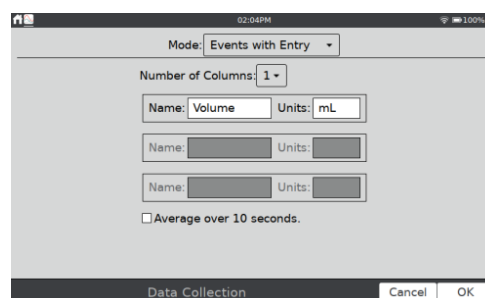 02:04PM 100%
Mode: Events with Entry
Number of Columns: 1
Name: Volume Units: mL
Name: Units:
Name: Units:
Average over 10 seconds.
Data Collection Cancel OK